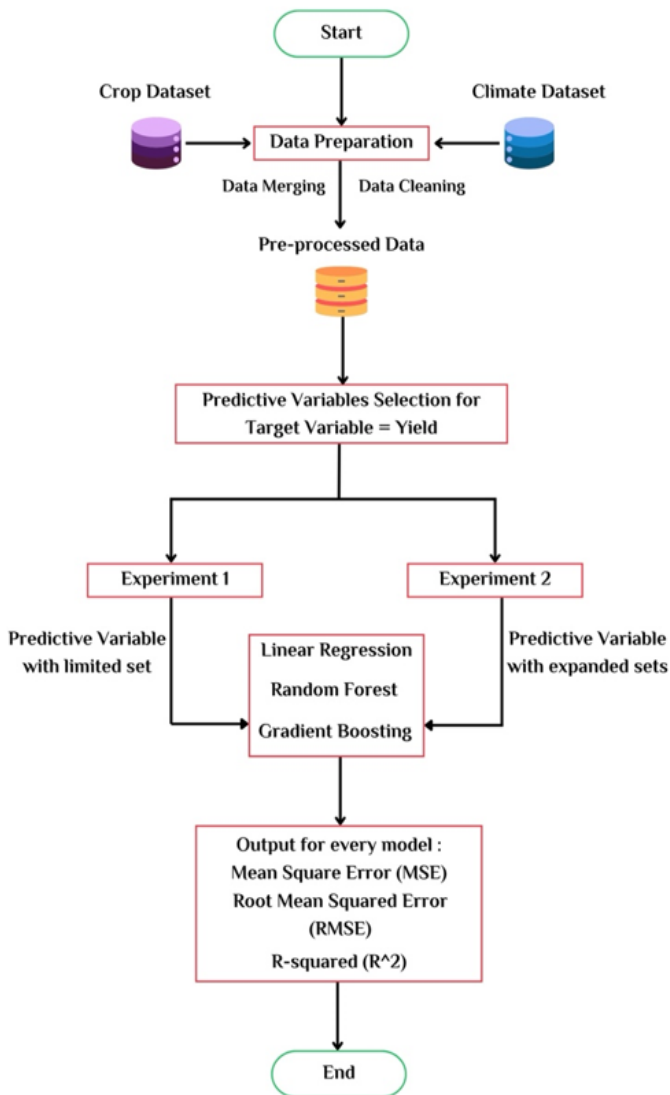 Start
Crop Dataset
Climate Dataset
Data Preparation
Data Merging
Data Cleaning
Pre-processed Data
Predictive Variables Selection for
Target Variable = Yield
Experiment 1
Experiment 2
Predictive Variable
with limited set
Linear Regression
Random Forest
Gradient Boosting
Predictive Variable
with expanded sets
Output for every model :
Mean Square Error (MSE)
Root Mean Squared Error
(RMSE)
R-squared (R^2)
End